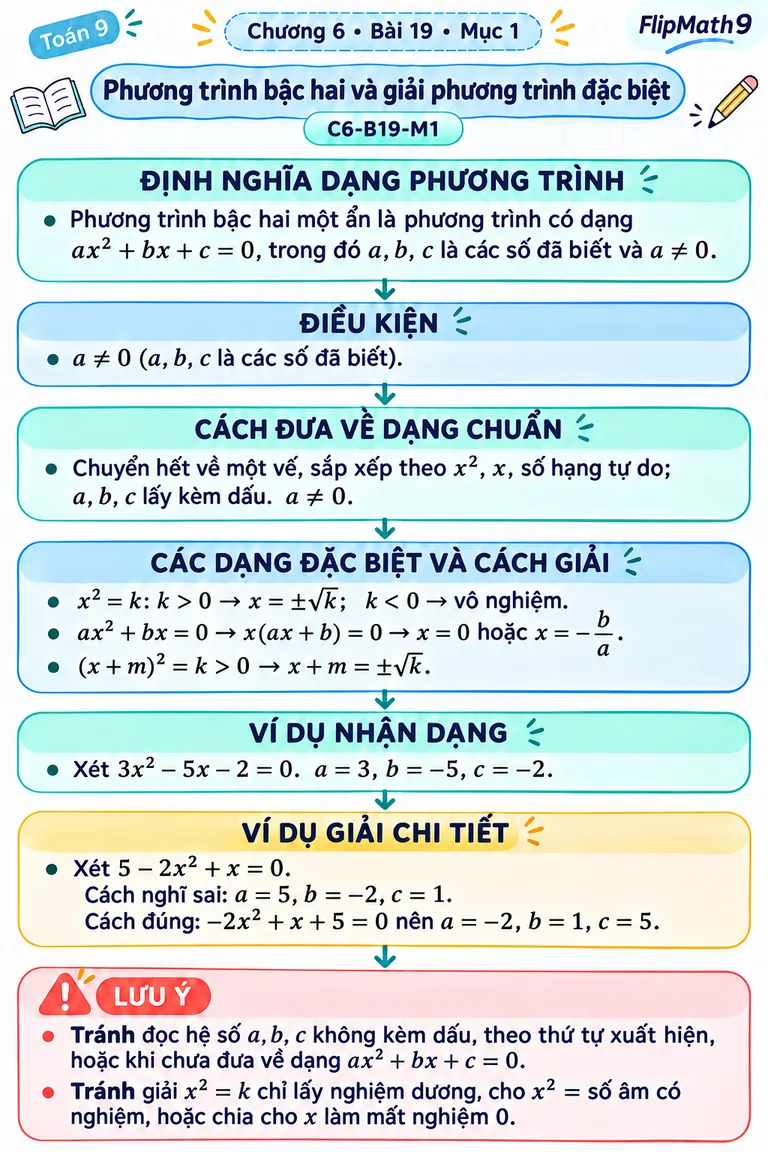 Toán 9
Chương 6 • Bài 19 • Mục 1
FlipMath9
Phương trình bậc hai và giải phương trình đặc biệt
C6-B19-M1
ĐỊNH NGHĨA DẠNG PHƯƠNG TRÌNH
• Phương trình bậc hai một ẩn là phương trình có dạng
ax² + bx + c = 0, trong đó a, b, c là các số đã biết và a ≠ 0.
ĐIỀU KIỆN
• a ≠ 0 (a, b, c là các số đã biết).
CÁCH ĐƯA VỀ DẠNG CHUẨN
• Chuyển hết về một vế, sắp xếp theo x², x, số hạng tự do;
a, b, c lấy kèm dấu. a ≠ 0.
CÁC DẠNG ĐẶC BIỆT VÀ CÁCH GIẢI
• x² = k: k > 0 → x = ±√k; k < 0 → vô nghiệm.
• ax² + bx = 0 → x(ax + b) = 0 → x = 0 hoặc x = −b/a.
• (x + m)² = k > 0 → x + m = ±√k.
VÍ DỤ NHẬN DẠNG
• Xét 3x² − 5x − 2 = 0. a = 3, b = −5, c = −2.
VÍ DỤ GIẢI CHI TIẾT
• Xét 5 − 2x² + x = 0.
Cách nghĩ sai: a = 5, b = −2, c = 1.
Cách đúng: −2x² + x + 5 = 0 nên a = −2, b = 1, c = 5.
LƯU Ý
• Tránh đọc hệ số a, b, c không kèm dấu, theo thứ tự xuất hiện,
hoặc khi chưa đưa về dạng ax² + bx + c = 0.
• Tránh giải x² = k chỉ lấy nghiệm dương, cho x² = số âm có
nghiệm, hoặc chia cho x làm mất nghiệm 0.